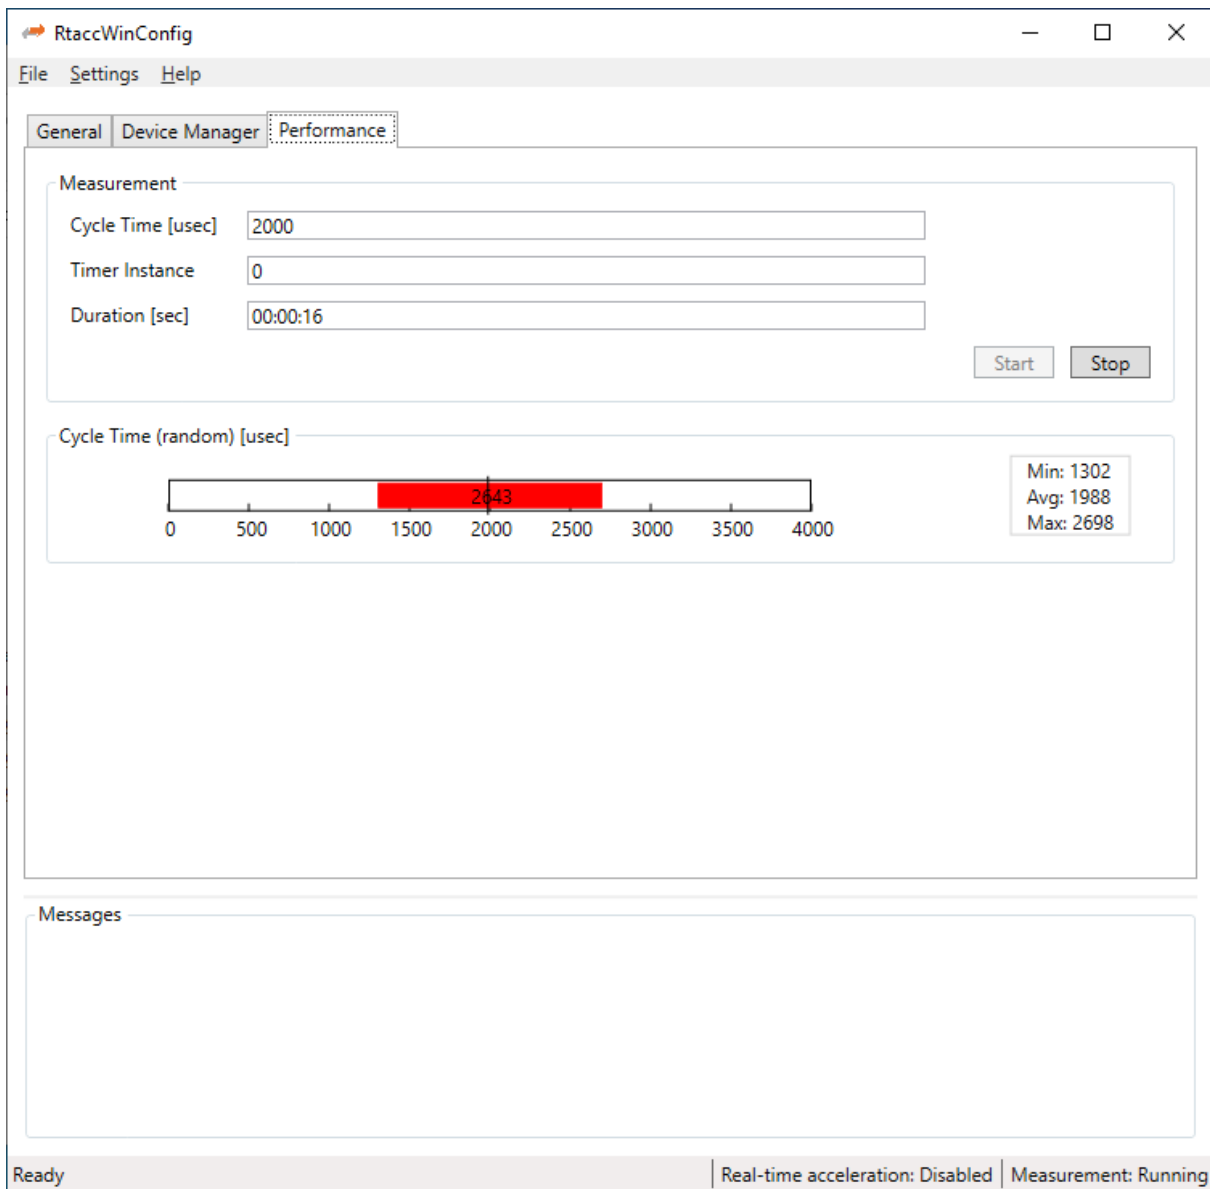 RtaccWinConfig
File Settings Help
General Device Manager Performance
Measurement
Cycle Time [usec] 2000
Timer Instance 0
Duration [sec] 00:00:16
Start Stop
Cycle Time (random) [usec]
2643
0 500 1000 1500 2000 2500 3000 3500 4000
Min: 1302
Avg: 1988
Max: 2698
Messages
Ready Real-time acceleration: Disabled Measurement: Running